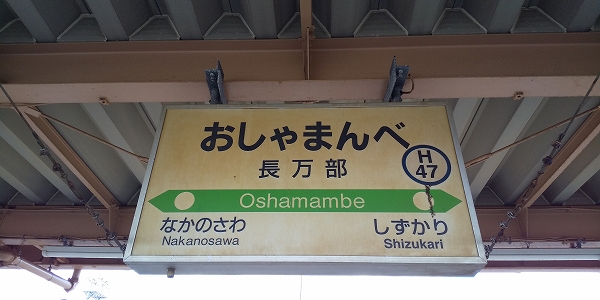 おしゃまんべ
長万部
H
47
Oshamambe
なかのさわ
Nakanosawa
しずかり
Shizukari